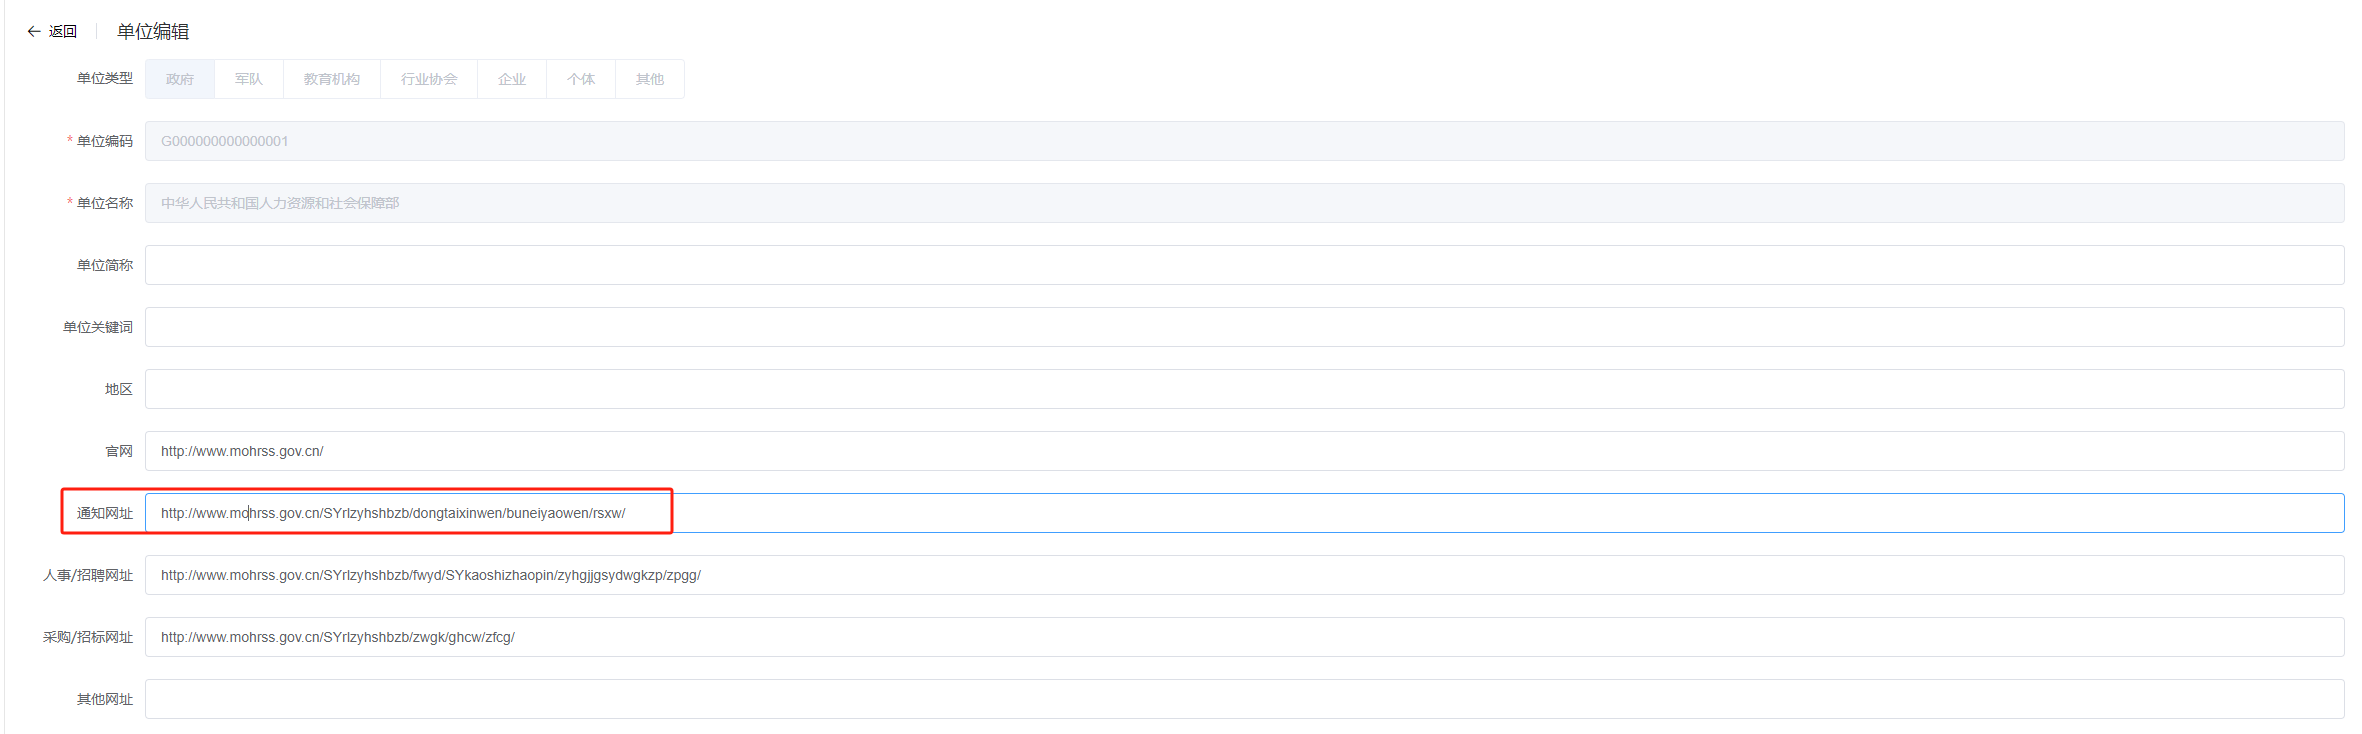 返回 单位编辑
单位类型 政府 军队 教育机构 行业协会 企业 个体 其他
* 单位编码 G000000000000001
* 单位名称 中华人民共和国人力资源和社会保障部
单位简称
单位关键词
地区
官网 http://www.mohrss.gov.cn/
通知网址 http://www.mohrss.gov.cn/SYrlzyhshbzb/dongtaixinwen/buneiyaowen/rsxw/
人事/招聘网址 http://www.mohrss.gov.cn/SYrlzyhshbzb/fwyd/SYkaoshizhaopin/zyhgjjgsydwgkzp/zpgg/
采购/招标网址 http://www.mohrss.gov.cn/SYrlzyhshbzb/zwgk/ghcw/zfcg/
其他网址